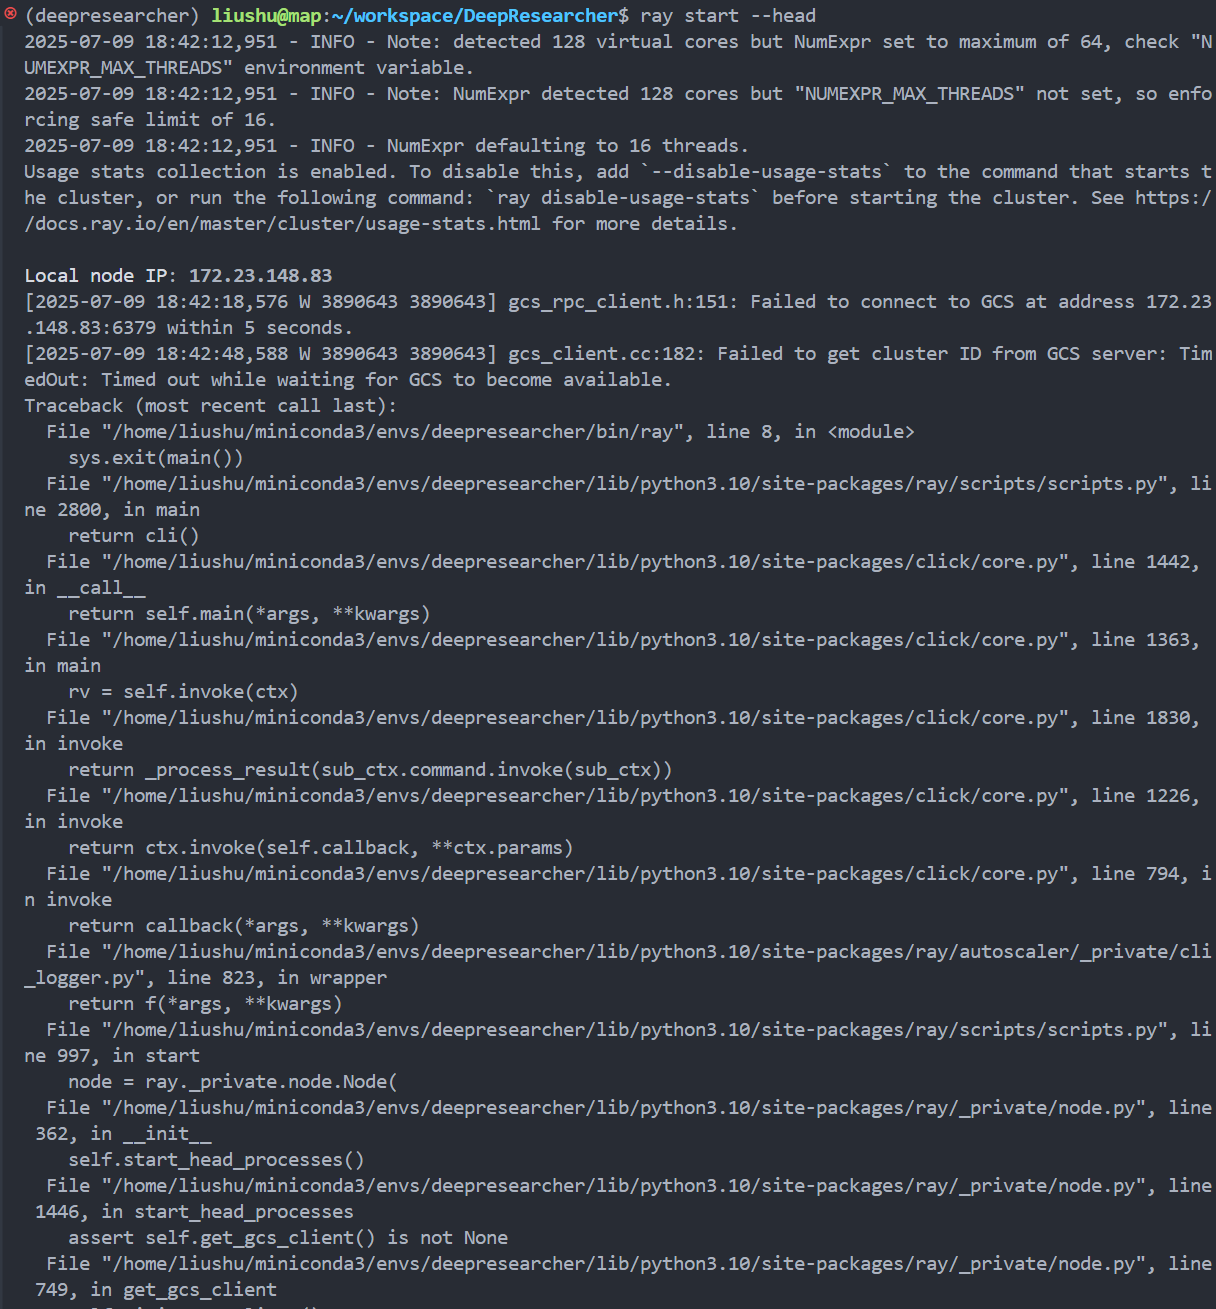 (deepresearcher) liushu@map:~/workspace/DeepResearcher$ ray start --head
2025-07-09 18:42:12,951 - INFO - Note: detected 128 virtual cores but NumExpr set to maximum of 64, check "N
UMEXPR_MAX_THREADS" environment variable.
2025-07-09 18:42:12,951 - INFO - Note: NumExpr detected 128 cores but "NUMEXPR_MAX_THREADS" not set, so enfo
rcing safe limit of 16.
2025-07-09 18:42:12,951 - INFO - NumExpr defaulting to 16 threads.
Usage stats collection is enabled. To disable this, add `--disable-usage-stats` to the command that starts t
he cluster, or run the following command: `ray disable-usage-stats` before starting the cluster. See https:/
/docs.ray.io/en/master/cluster/usage-stats.html for more details.
Local node IP: 172.23.148.83
[2025-07-09 18:42:18,576 W 3890643 3890643] gcs_rpc_client.h:151: Failed to connect to GCS at address 172.23
.148.83:6379 within 5 seconds.
[2025-07-09 18:42:48,588 W 3890643 3890643] gcs_client.cc:182: Failed to get cluster ID from GCS server: Tim
edOut: Timed out while waiting for GCS to become available.
Traceback (most recent call last):
  File "/home/liushu/miniconda3/envs/deepresearcher/bin/ray", line 8, in <module>
    sys.exit(main())
  File "/home/liushu/miniconda3/envs/deepresearcher/lib/python3.10/site-packages/ray/scripts/scripts.py", li
ne 2800, in main
    return cli()
  File "/home/liushu/miniconda3/envs/deepresearcher/lib/python3.10/site-packages/click/core.py", line 1442,
in __call__
    return self.main(*args, **kwargs)
  File "/home/liushu/miniconda3/envs/deepresearcher/lib/python3.10/site-packages/click/core.py", line 1363,
in main
    rv = self.invoke(ctx)
  File "/home/liushu/miniconda3/envs/deepresearcher/lib/python3.10/site-packages/click/core.py", line 1830,
in invoke
    return _process_result(sub_ctx.command.invoke(sub_ctx))
  File "/home/liushu/miniconda3/envs/deepresearcher/lib/python3.10/site-packages/click/core.py", line 1226,
in invoke
    return ctx.invoke(self.callback, **ctx.params)
  File "/home/liushu/miniconda3/envs/deepresearcher/lib/python3.10/site-packages/click/core.py", line 794, i
n invoke
    return callback(*args, **kwargs)
  File "/home/liushu/miniconda3/envs/deepresearcher/lib/python3.10/site-packages/ray/autoscaler/_private/cli
_logger.py", line 823, in wrapper
    return f(*args, **kwargs)
  File "/home/liushu/miniconda3/envs/deepresearcher/lib/python3.10/site-packages/ray/scripts/scripts.py", li
ne 997, in start
    node = ray._private.node.Node(
  File "/home/liushu/miniconda3/envs/deepresearcher/lib/python3.10/site-packages/ray/_private/node.py", line
 362, in __init__
    self.start_head_processes()
  File "/home/liushu/miniconda3/envs/deepresearcher/lib/python3.10/site-packages/ray/_private/node.py", line
 1446, in start_head_processes
    assert self.get_gcs_client() is not None
  File "/home/liushu/miniconda3/envs/deepresearcher/lib/python3.10/site-packages/ray/_private/node.py", line
 749, in get_gcs_client